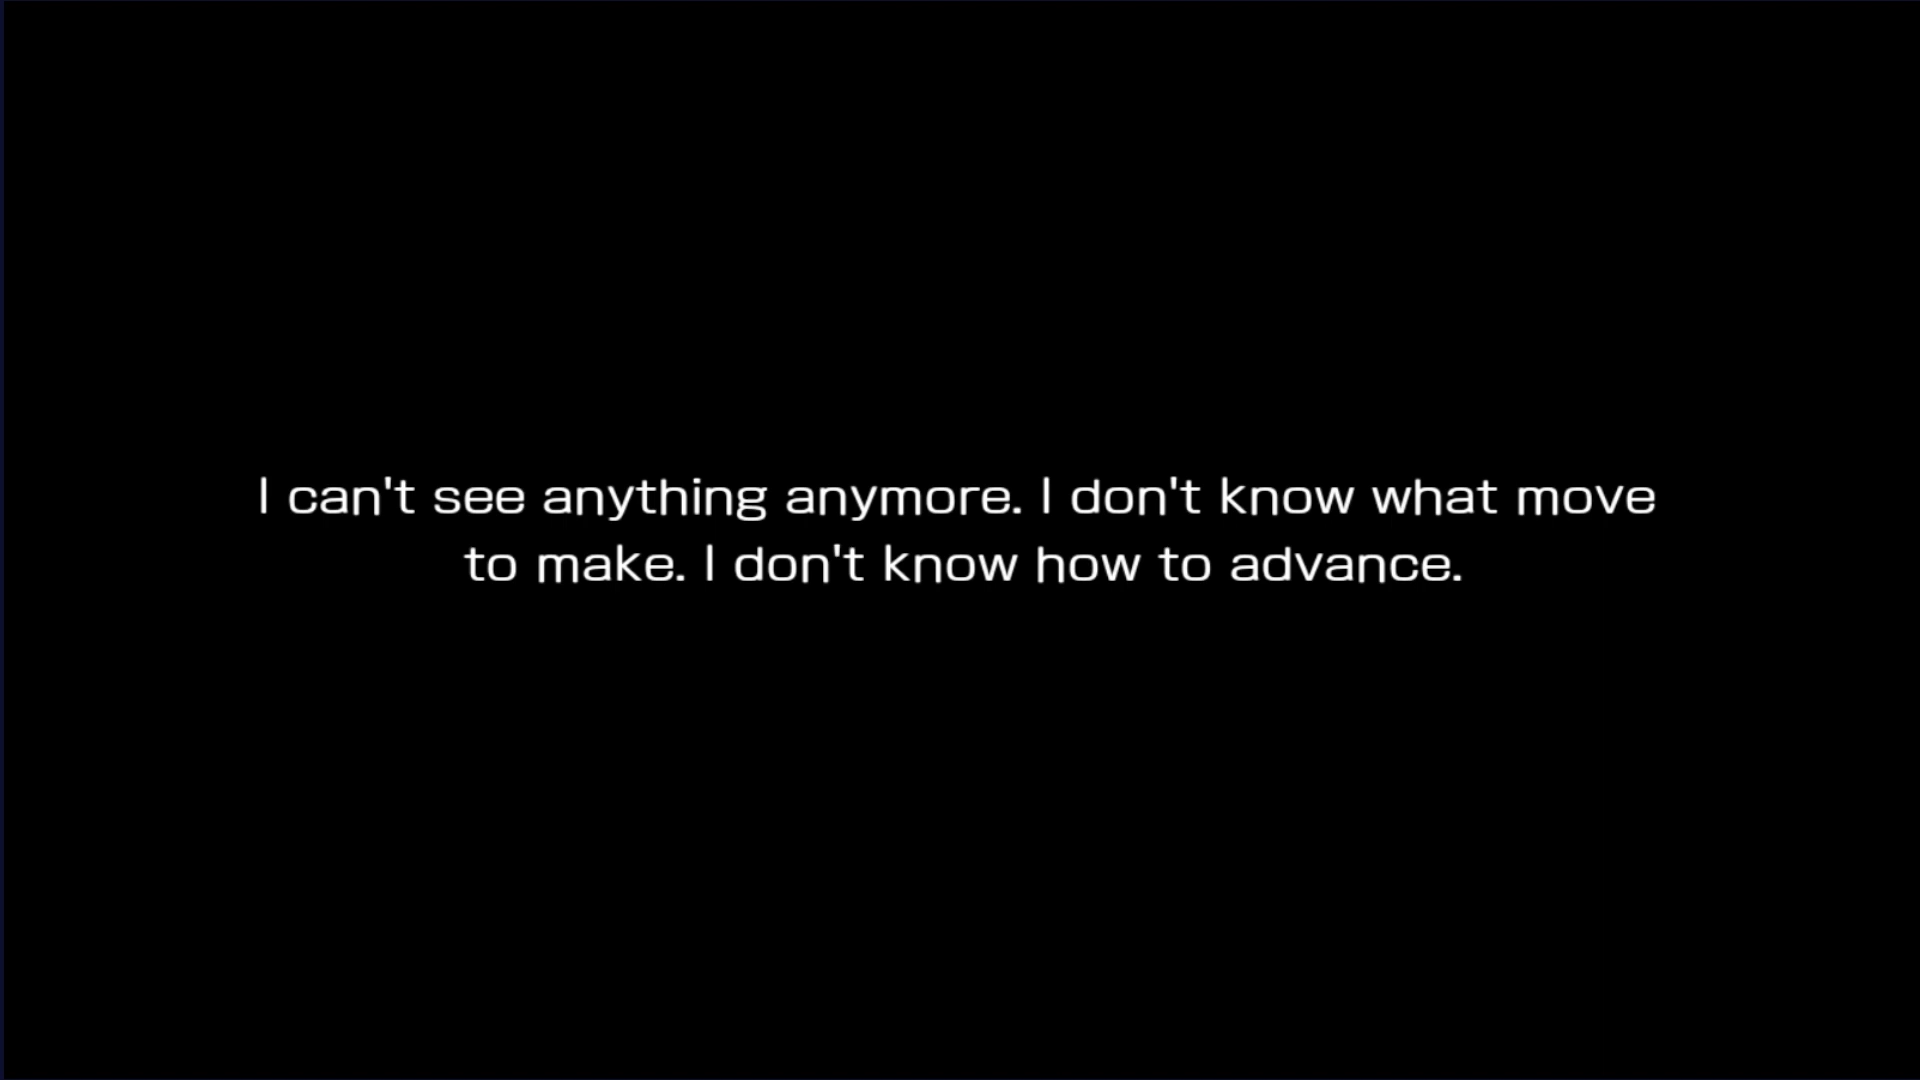 I can't see anything anymore. I don't know what move
to make. I don't know how to advance.